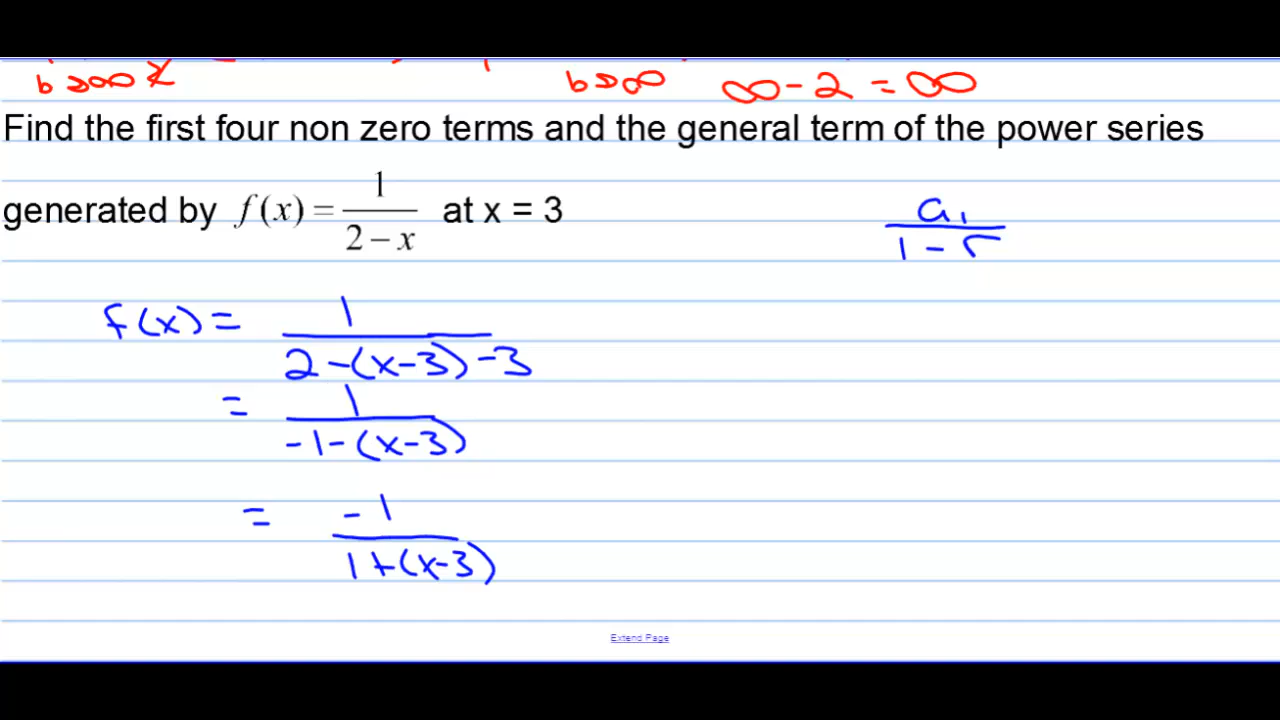 b→∞ b→∞ ∞ - 2 = ∞
Find the first four non zero terms and the general term of the power series
generated by f(x) = 1/(2 − x) at x = 3
a₁/(1 - r)
f(x) = 1/(2-(x-3)-3)
= 1/(-1-(x-3))
= -1/(1+(x-3))
Extend Page